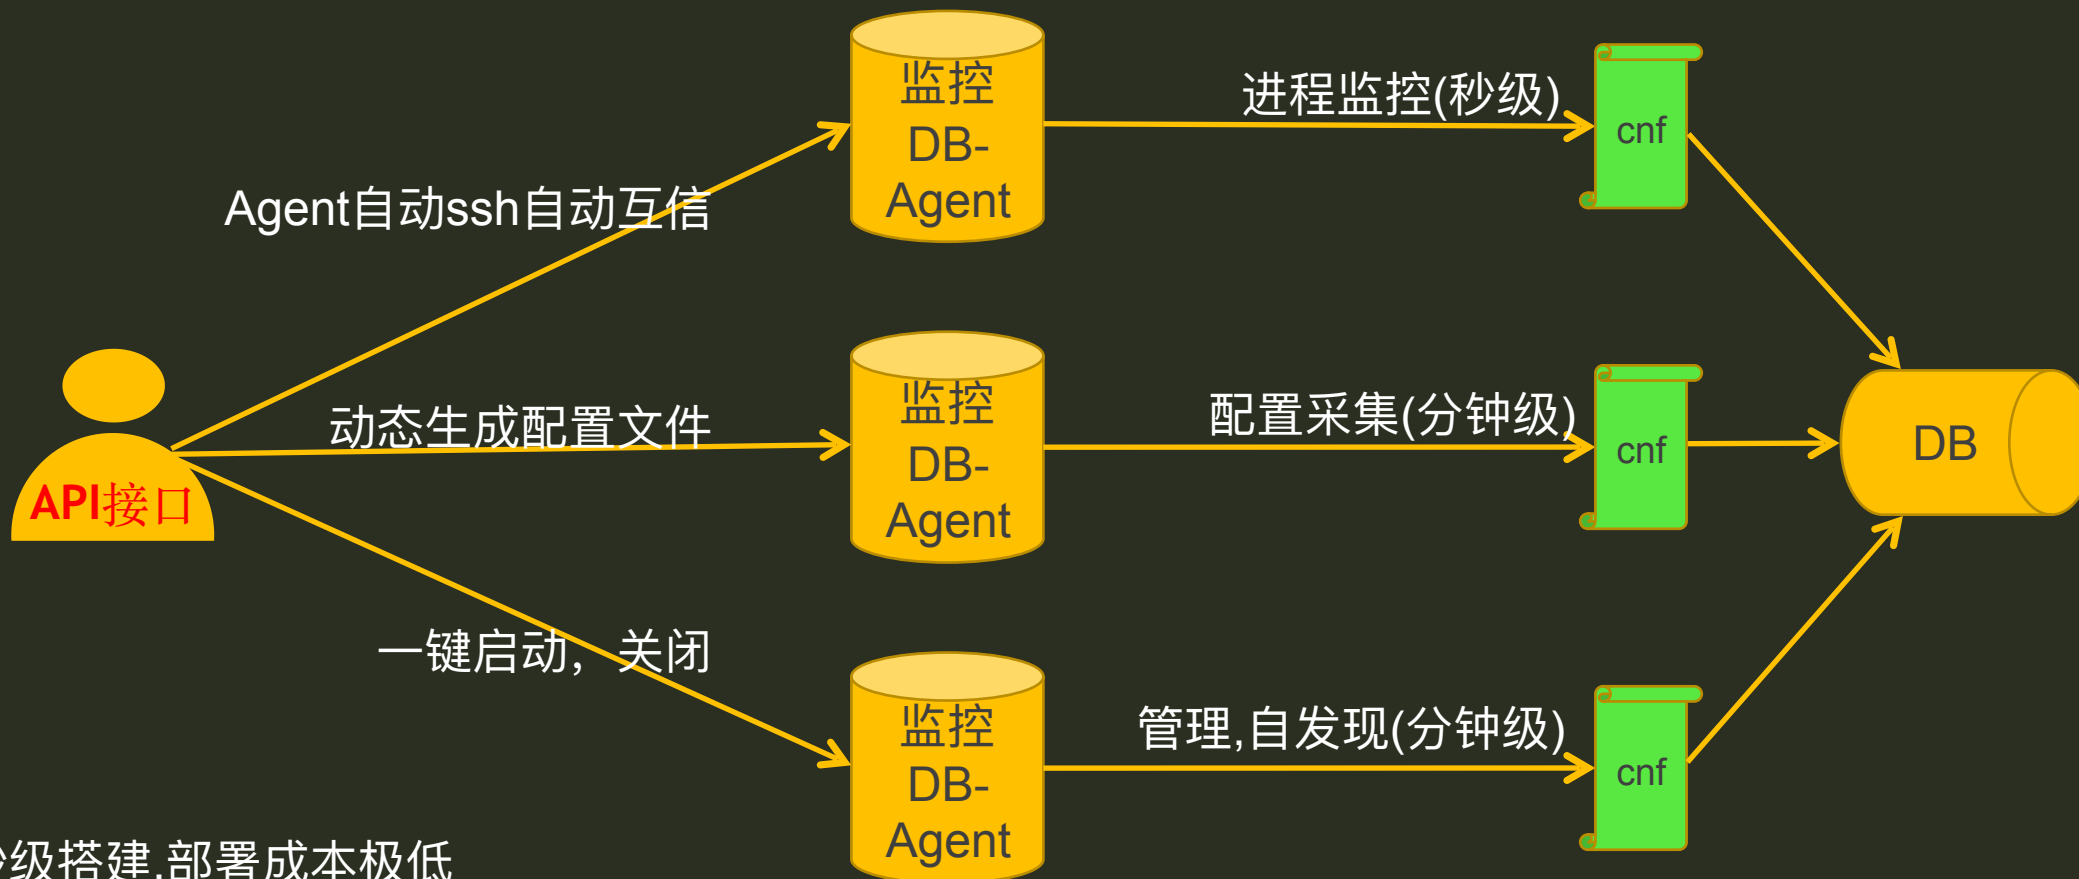 监控
DB-
Agent
进程监控(秒级)
cnf
Agent自动ssh自动互信
监控
DB-
Agent
动态生成配置文件
配置采集(分钟级)
cnf
DB
API接口
一键启动，关闭
监控
DB-
Agent
管理,自发现(分钟级)
cnf
秒级搭建,部署成本极低